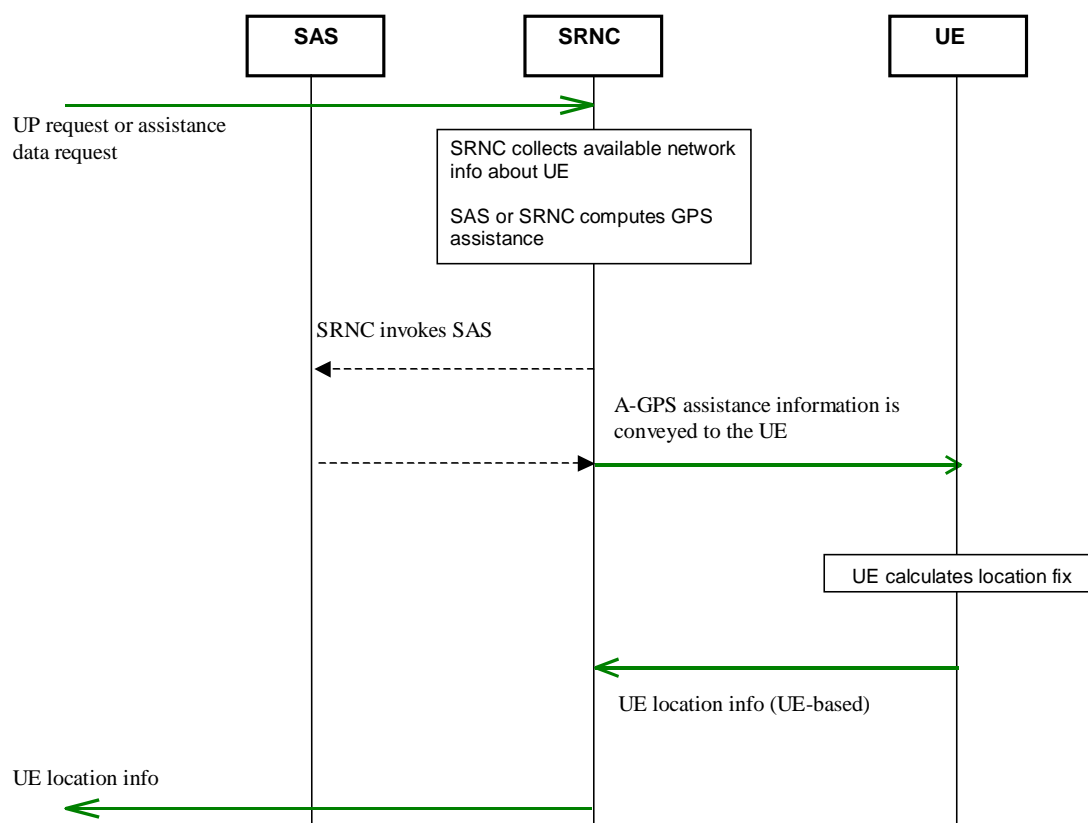 SAS
SRNC
UE
UP request or assistance
data request
SRNC collects available network
info about UE
SAS or SRNC computes GPS
assistance
SRNC invokes SAS
A-GPS assistance information is
conveyed to the UE
UE calculates location fix
UE location info (UE-based)
UE location info